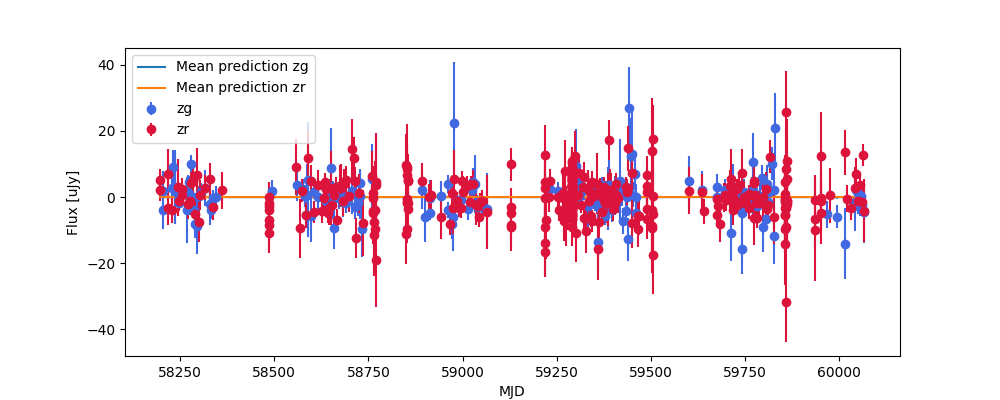 40
20
0
−20
−40
Flux [uJy]
Mean prediction zg
Mean prediction zr
zg
zr
58250
58500
58750
59000
59250
59500
59750
60000
MJD